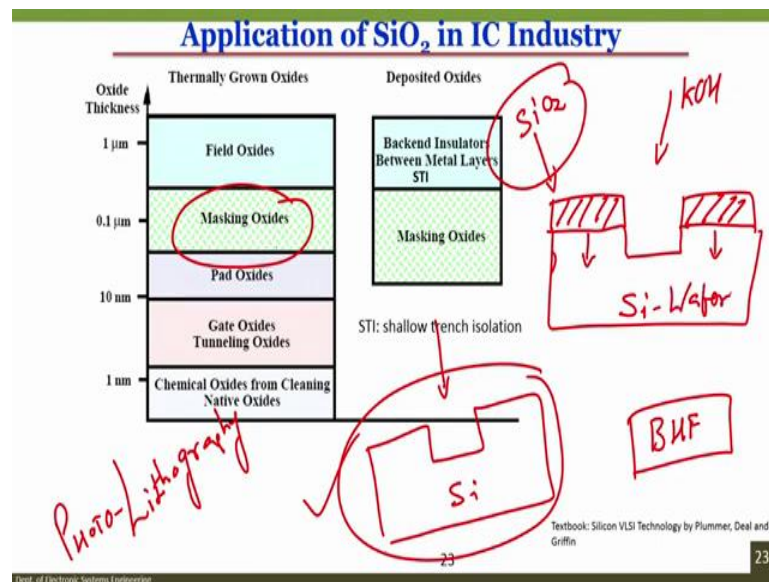 Application of SiO₂ in IC Industry
Thermally Grown Oxides
Deposited Oxides
Oxide
Thickness
1 µm
0.1 µm
10 nm
1 nm
Field Oxides
Masking Oxides
Pad Oxides
Gate Oxides
Tunneling Oxides
Chemical Oxides from Cleaning
Native Oxides
Backend Insulators
Between Metal Layers
STI
Masking Oxides
STI: shallow trench isolation
SiO2
KOH
Si-Wafer
BHF
Si
PHOTO-Lithography
Textbook: Silicon VLSI Technology by Plummer, Deal and
Griffin
23
23
Dept. of Electronic Systems Engineering